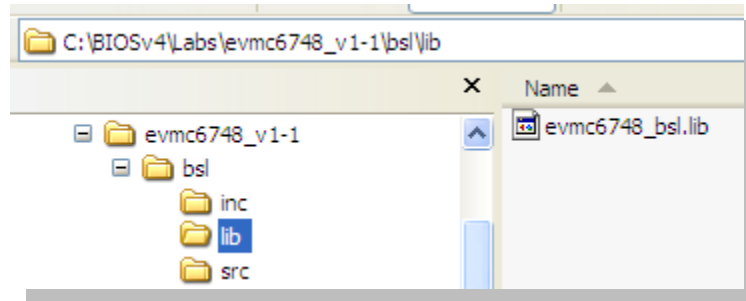 C:\BIOSv4\Labs\evmc6748_v1-1\bsl\lib
Name
evmc6748_v1-1
evmc6748_bsl.lib
bsl
inc
lib
src